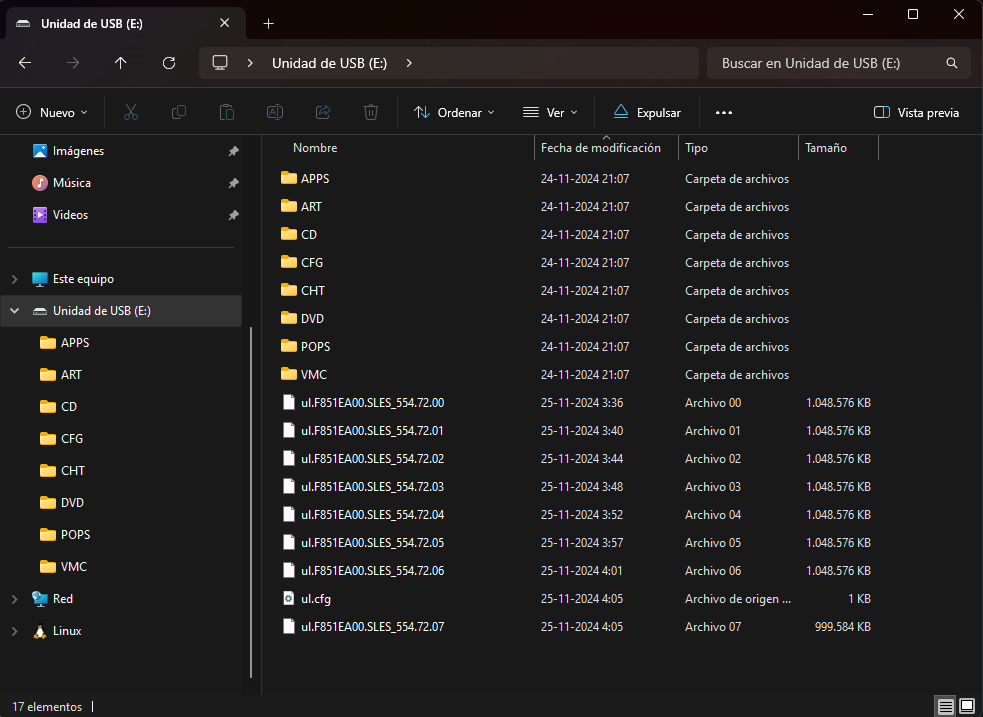 Unidad de USB (E:)
Unidad de USB (E:) Buscar en Unidad de USB (E:)
Nuevo Ordenar Ver Expulsar Vista previa
Imágenes
Música
Videos
Este equipo
Unidad de USB (E:)
APPS
ART
CD
CFG
CHT
DVD
POPS
VMC
Red
Linux
Nombre Fecha de modificación Tipo Tamaño
APPS 24-11-2024 21:07 Carpeta de archivos
ART 24-11-2024 21:07 Carpeta de archivos
CD 24-11-2024 21:07 Carpeta de archivos
CFG 24-11-2024 21:07 Carpeta de archivos
CHT 24-11-2024 21:07 Carpeta de archivos
DVD 24-11-2024 21:07 Carpeta de archivos
POPS 24-11-2024 21:07 Carpeta de archivos
VMC 24-11-2024 21:07 Carpeta de archivos
ul.F851EA00.SLES_554.72.00 25-11-2024 3:36 Archivo 00 1.048.576 KB
ul.F851EA00.SLES_554.72.01 25-11-2024 3:40 Archivo 01 1.048.576 KB
ul.F851EA00.SLES_554.72.02 25-11-2024 3:44 Archivo 02 1.048.576 KB
ul.F851EA00.SLES_554.72.03 25-11-2024 3:48 Archivo 03 1.048.576 KB
ul.F851EA00.SLES_554.72.04 25-11-2024 3:52 Archivo 04 1.048.576 KB
ul.F851EA00.SLES_554.72.05 25-11-2024 3:57 Archivo 05 1.048.576 KB
ul.F851EA00.SLES_554.72.06 25-11-2024 4:01 Archivo 06 1.048.576 KB
ul.cfg 25-11-2024 4:05 Archivo de origen ... 1 KB
ul.F851EA00.SLES_554.72.07 25-11-2024 4:05 Archivo 07 999.584 KB
17 elementos